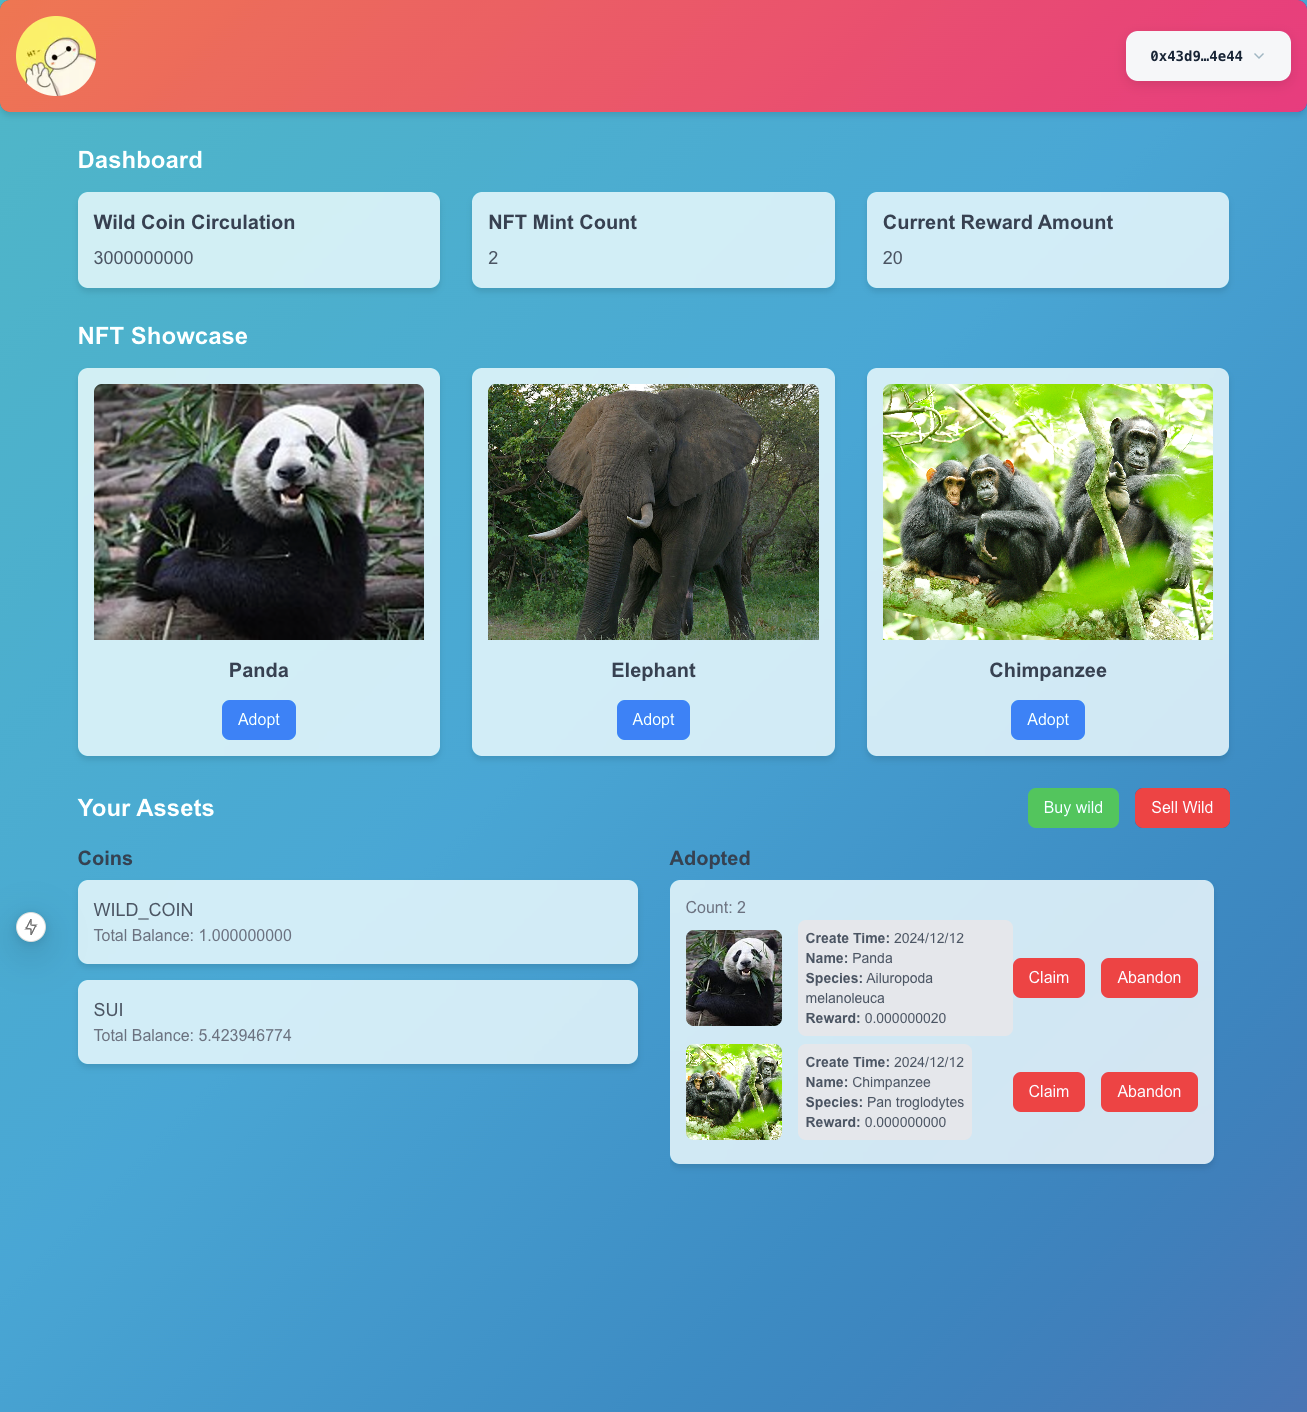 HI~
0x43d9…4e44
Dashboard
Wild Coin Circulation
3000000000
NFT Mint Count
2
Current Reward Amount
20
NFT Showcase
Panda
Adopt
Elephant
Adopt
Chimpanzee
Adopt
Your Assets
Buy wild
Sell Wild
Coins
WILD_COIN
Total Balance: 1.000000000
SUI
Total Balance: 5.423946774
Adopted
Count: 2
Create Time: 2024/12/12
Name: Panda
Species: Ailuropoda
melanoleuca
Reward: 0.000000020
Claim
Abandon
Create Time: 2024/12/12
Name: Chimpanzee
Species: Pan troglodytes
Reward: 0.000000000
Claim
Abandon